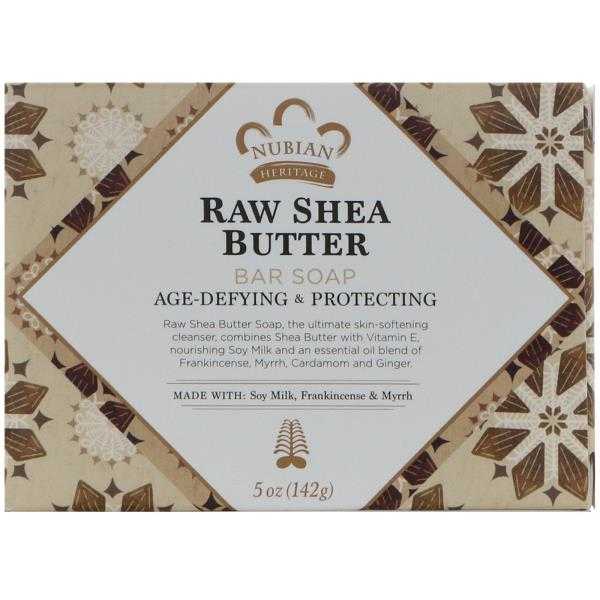 NUBIAN
HERITAGE
RAW SHEA
BUTTER
BAR SOAP
AGE-DEFYING & PROTECTING
Raw Shea Butter Soap, the ultimate skin-softening
cleanser, combines Shea Butter with Vitamin E,
nourishing Soy Milk and an essential oil blend of
Frankincense, Myrrh, Cardamom and Ginger.
MADE WITH: Soy Milk, Frankincense & Myrrh
5 oz (142g)